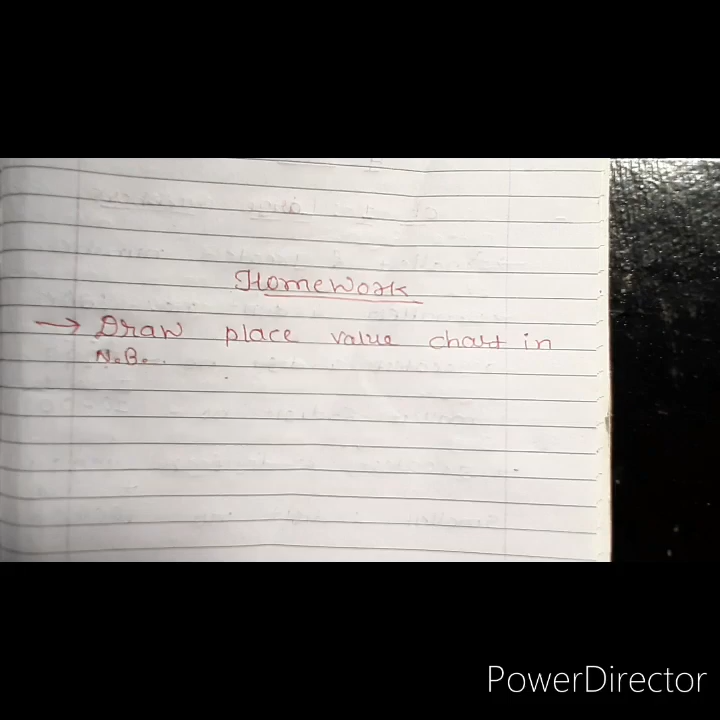 Homework
→ Draw place value chart in
N.B.
PowerDirector